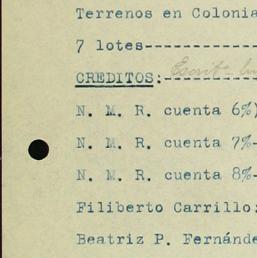 Terrenos en Colonia
7 lotes--------------
CREDITOS:------------
N. M. R. cuenta 6%)
N. M. R. cuenta 7%-
N. M. R. cuenta 8%-
Filiberto Carrillo:
Beatriz P. Fernánde